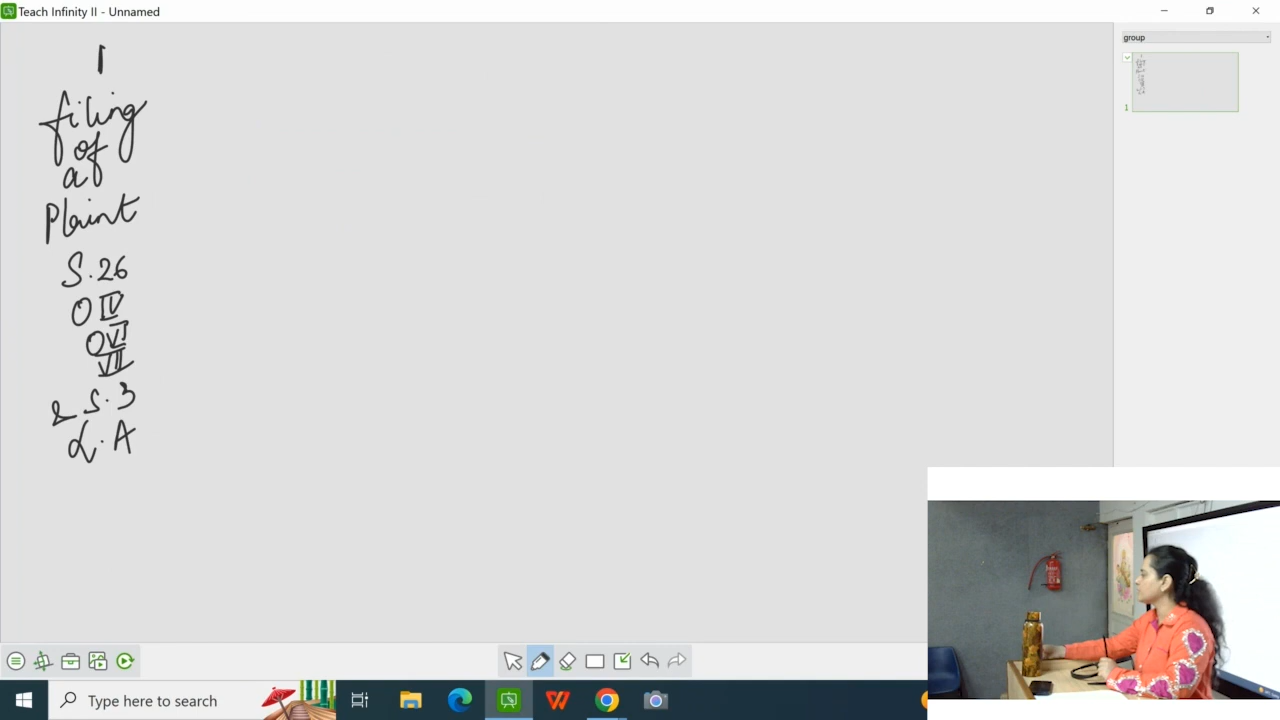 Teach Infinity II - Unnamed
group
1
I
filing
of
a
Plaint
S.26
O IV
O VI
VII
& S.3
L.A
Type here to search